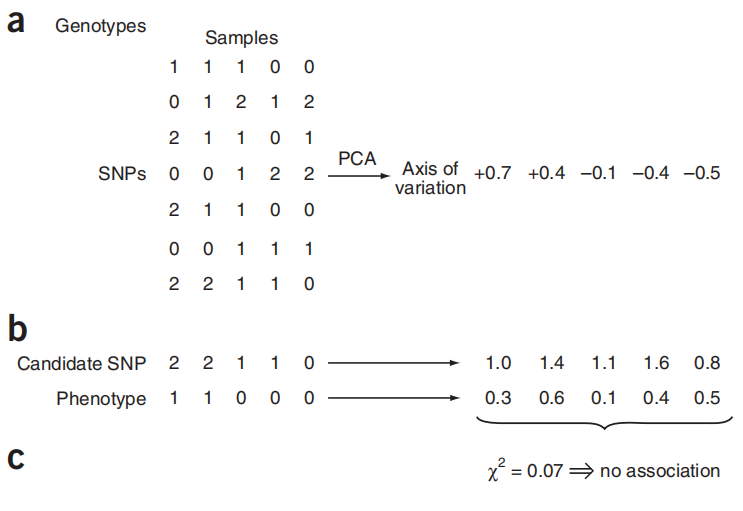 a Genotypes
Samples
1 1 1 0 0
0 1 2 1 2
2 1 1 0 1
PCA
SNPs 0 0 1 2 2 Axis of variation +0.7 +0.4 −0.1 −0.4 −0.5
2 1 1 0 0
0 0 1 1 1
2 2 1 1 0
b
Candidate SNP 2 2 1 1 0 1.0 1.4 1.1 1.6 0.8
Phenotype 1 1 0 0 0 0.3 0.6 0.1 0.4 0.5
c
χ² = 0.07 ⇒ no association